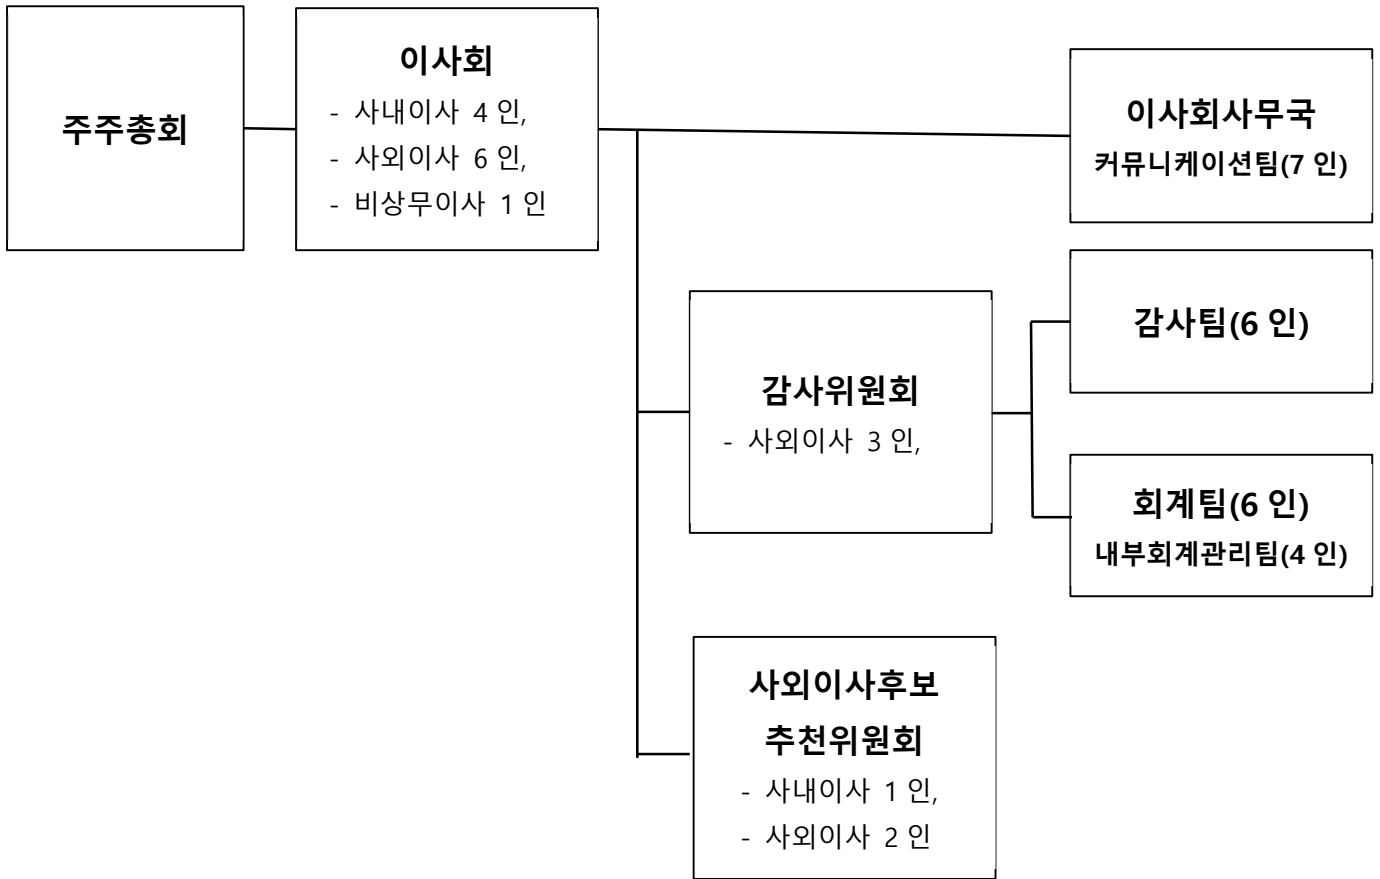 주주총회
이사회
- 사내이사 4 인,
- 사외이사 6 인,
- 비상무이사 1 인
이사회사무국
커뮤니케이션팀(7 인)
감사위원회
- 사외이사 3 인,
감사팀(6 인)
회계팀(6 인)
내부회계관리팀(4 인)
사외이사후보
추천위원회
- 사내이사 1 인,
- 사외이사 2 인